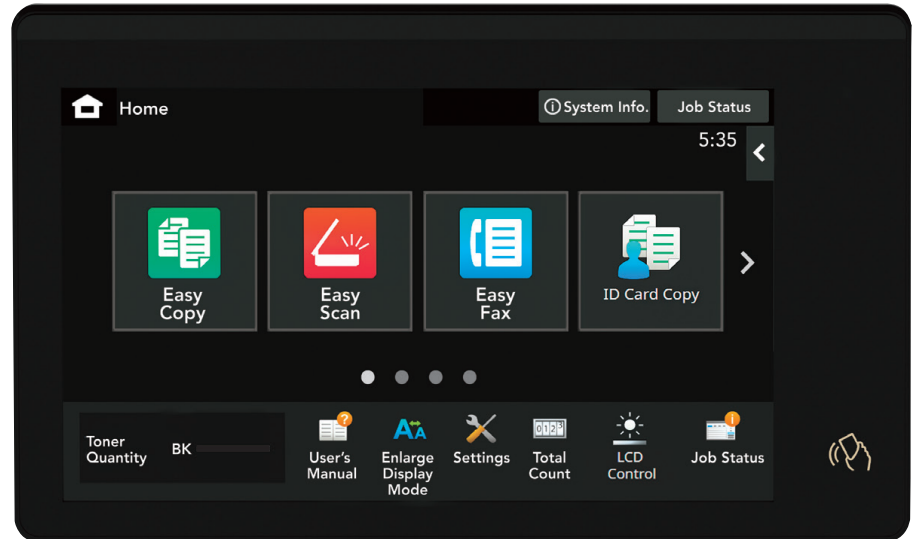 Home
System Info.
Job Status
5:35
Easy
Copy
Easy
Scan
Easy
Fax
ID Card Copy
Toner
Quantity
BK
User's
Manual
Enlarge
Display
Mode
Settings
0123
Total
Count
LCD
Control
Job Status